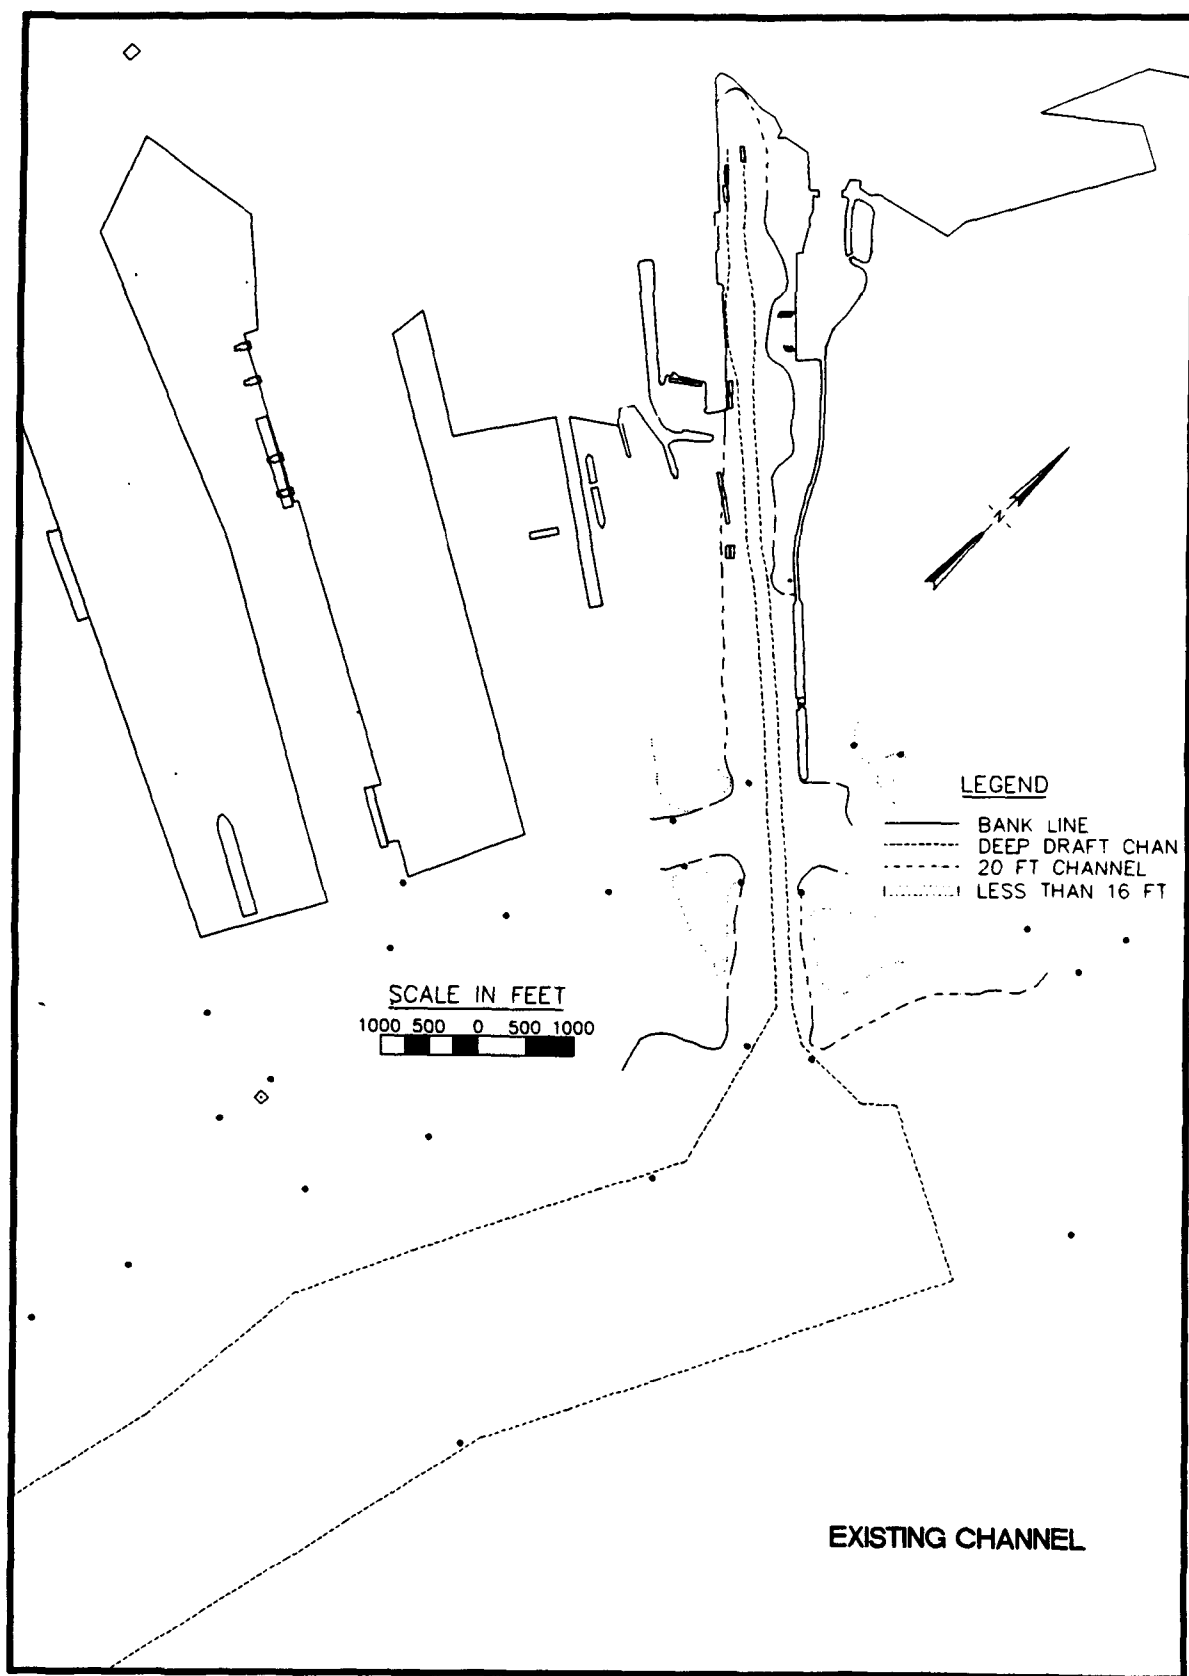 N
LEGEND
BANK LINE
DEEP DRAFT CHAN
20 FT CHANNEL
LESS THAN 16 FT
SCALE IN FEET
1000 500 0 500 1000
EXISTING CHANNEL